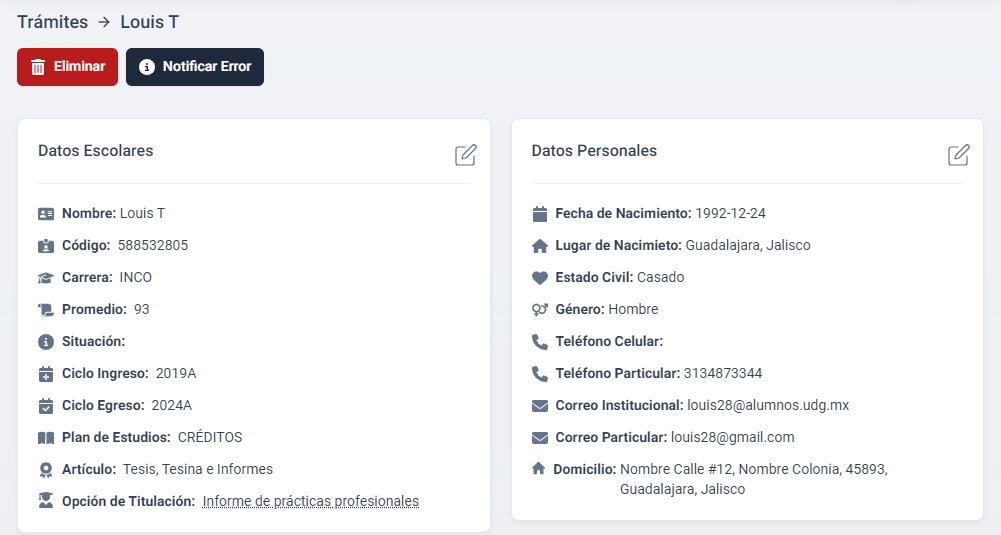 Trámites → Louis T
Eliminar
Notificar Error
Datos Escolares
Nombre: Louis T
Código: 588532805
Carrera: INCO
Promedio: 93
Situación:
Ciclo Ingreso: 2019A
Ciclo Egreso: 2024A
Plan de Estudios: CRÉDITOS
Artículo: Tesis, Tesina e Informes
Opción de Titulación: Informe de prácticas profesionales
Datos Personales
Fecha de Nacimiento: 1992-12-24
Lugar de Nacimieto: Guadalajara, Jalisco
Estado Civil: Casado
Género: Hombre
Teléfono Celular:
Teléfono Particular: 3134873344
Correo Institucional: louis28@alumnos.udg.mx
Correo Particular: louis28@gmail.com
Domicilio: Nombre Calle #12, Nombre Colonia, 45893,
Guadalajara, Jalisco